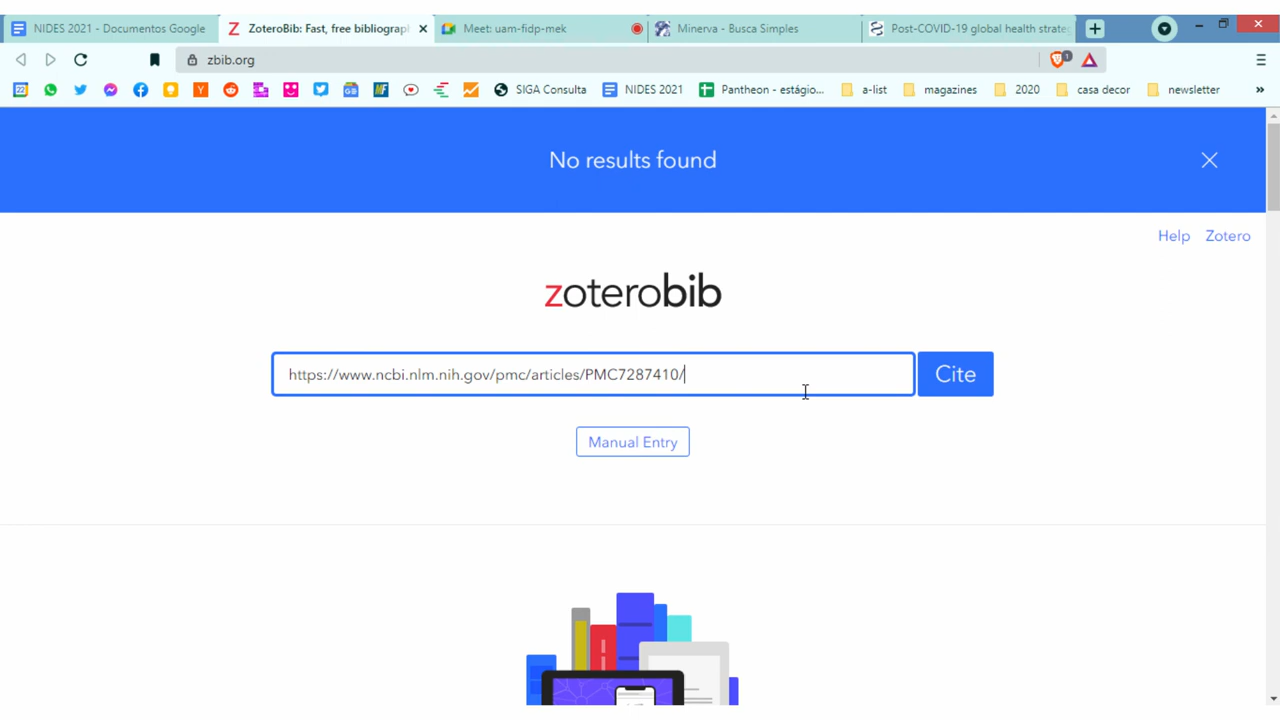 NIDES 2021 - Documentos Google
ZoteroBib: Fast, free bibliograp
Meet: uam-fidp-mek
Minerva - Busca Simples
Post-COVID-19 global health strate
zbib.org
SIGA Consulta
NIDES 2021
Pantheon - estágio...
a-list
magazines
2020
casa decor
newsletter
»
No results found
Help
Zotero
zoterobib
https://www.ncbi.nlm.nih.gov/pmc/articles/PMC7287410/
Cite
Manual Entry